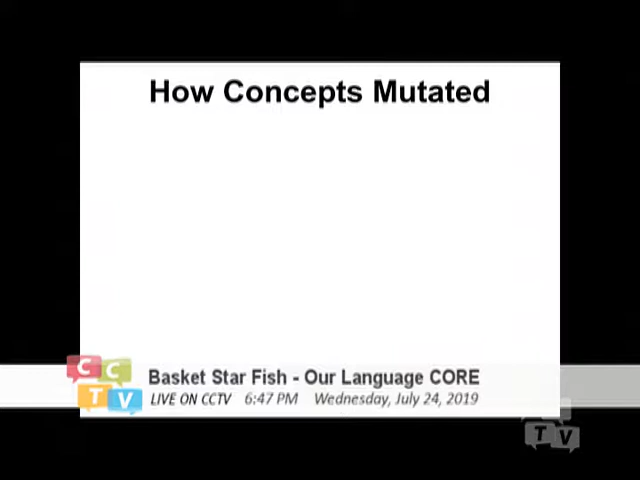 How Concepts Mutated
CCTV
Basket Star Fish - Our Language CORE
LIVE ON CCTV 6:47 PM Wednesday, July 24, 2019
TV